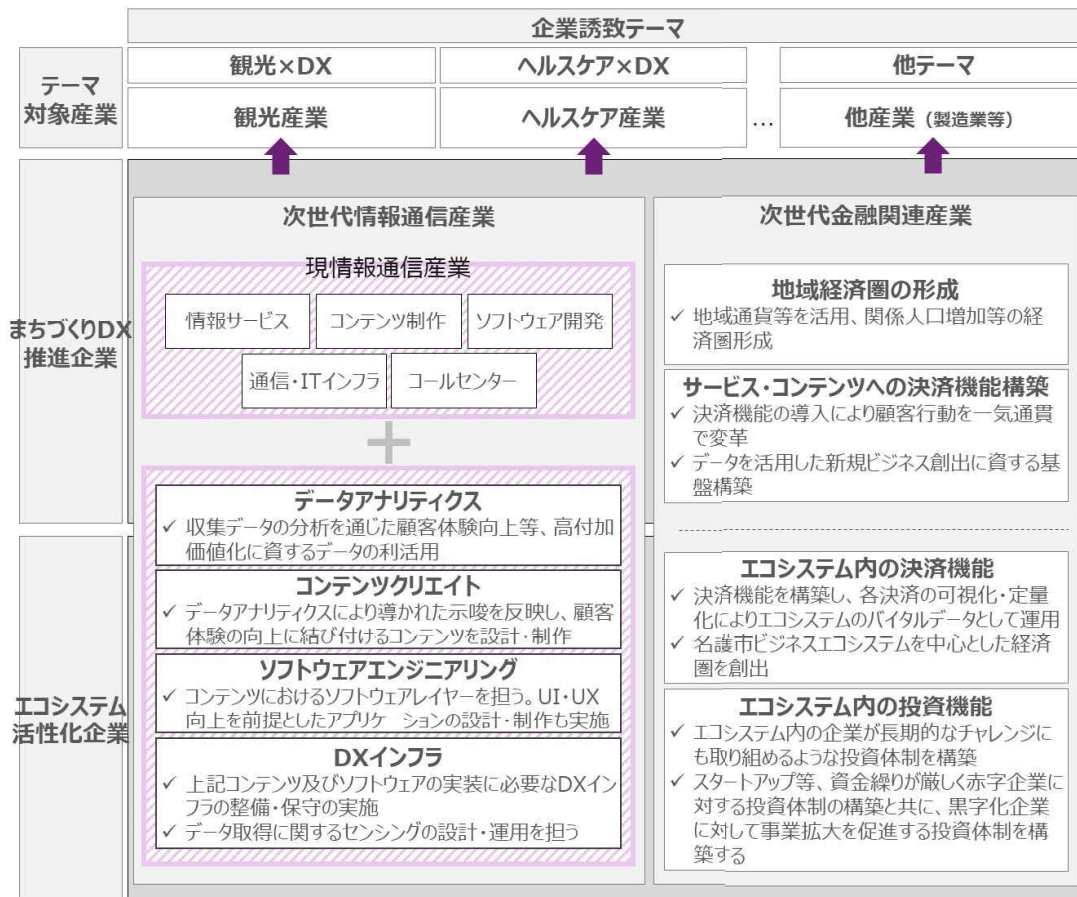 企業誘致テーマ
テーマ
対象産業
観光×DX
ヘルスケア×DX
他テーマ
観光産業
ヘルスケア産業
…
他産業（製造業等）
まちづくりDX
推進企業
次世代情報通信産業
現情報通信産業
情報サービス
コンテンツ制作
ソフトウェア開発
通信・ITインフラ
コールセンター
＋
データアナリティクス
✓ 収集データの分析を通じた顧客体験向上等、高付加
価値化に資するデータの利活用
コンテンツクリエイト
✓ データアナリティクスにより導かれた示唆を反映し、顧客
体験の向上に結び付けるコンテンツを設計・制作
ソフトウェアエンジニアリング
✓ コンテンツにおけるソフトウェアレイヤーを担う。UI・UX
向上を前提としたアプリケーションの設計・制作も実施
DXインフラ
✓ 上記コンテンツ及びソフトウェアの実装に必要なDXイン
フラの整備・保守の実施
✓ データ取得に関するセンシングの設計・運用を担う
次世代金融関連産業
地域経済圏の形成
✓ 地域通貨等を活用、関係人口増加等の経
済圏形成
サービス・コンテンツへの決済機能構築
✓ 決済機能の導入により顧客行動を一気通貫
で変革
✓ データを活用した新規ビジネス創出に資する基
盤構築
エコシステム
活性化企業
エコシステム内の決済機能
✓ 決済機能を構築し、各決済の可視化・定量
化によりエコシステムのバイタルデータとして運用
✓ 名護市ビジネスエコシステムを中心とした経済
圏を創出
エコシステム内の投資機能
✓ エコシステム内の企業が長期的なチャレンジに
も取り組めるような投資体制を構築
✓ スタートアップ等、資金繰りが厳しく赤字企業に
対する投資体制の構築と共に、黒字化企業
に対して事業拡大を促進する投資体制を構
築する